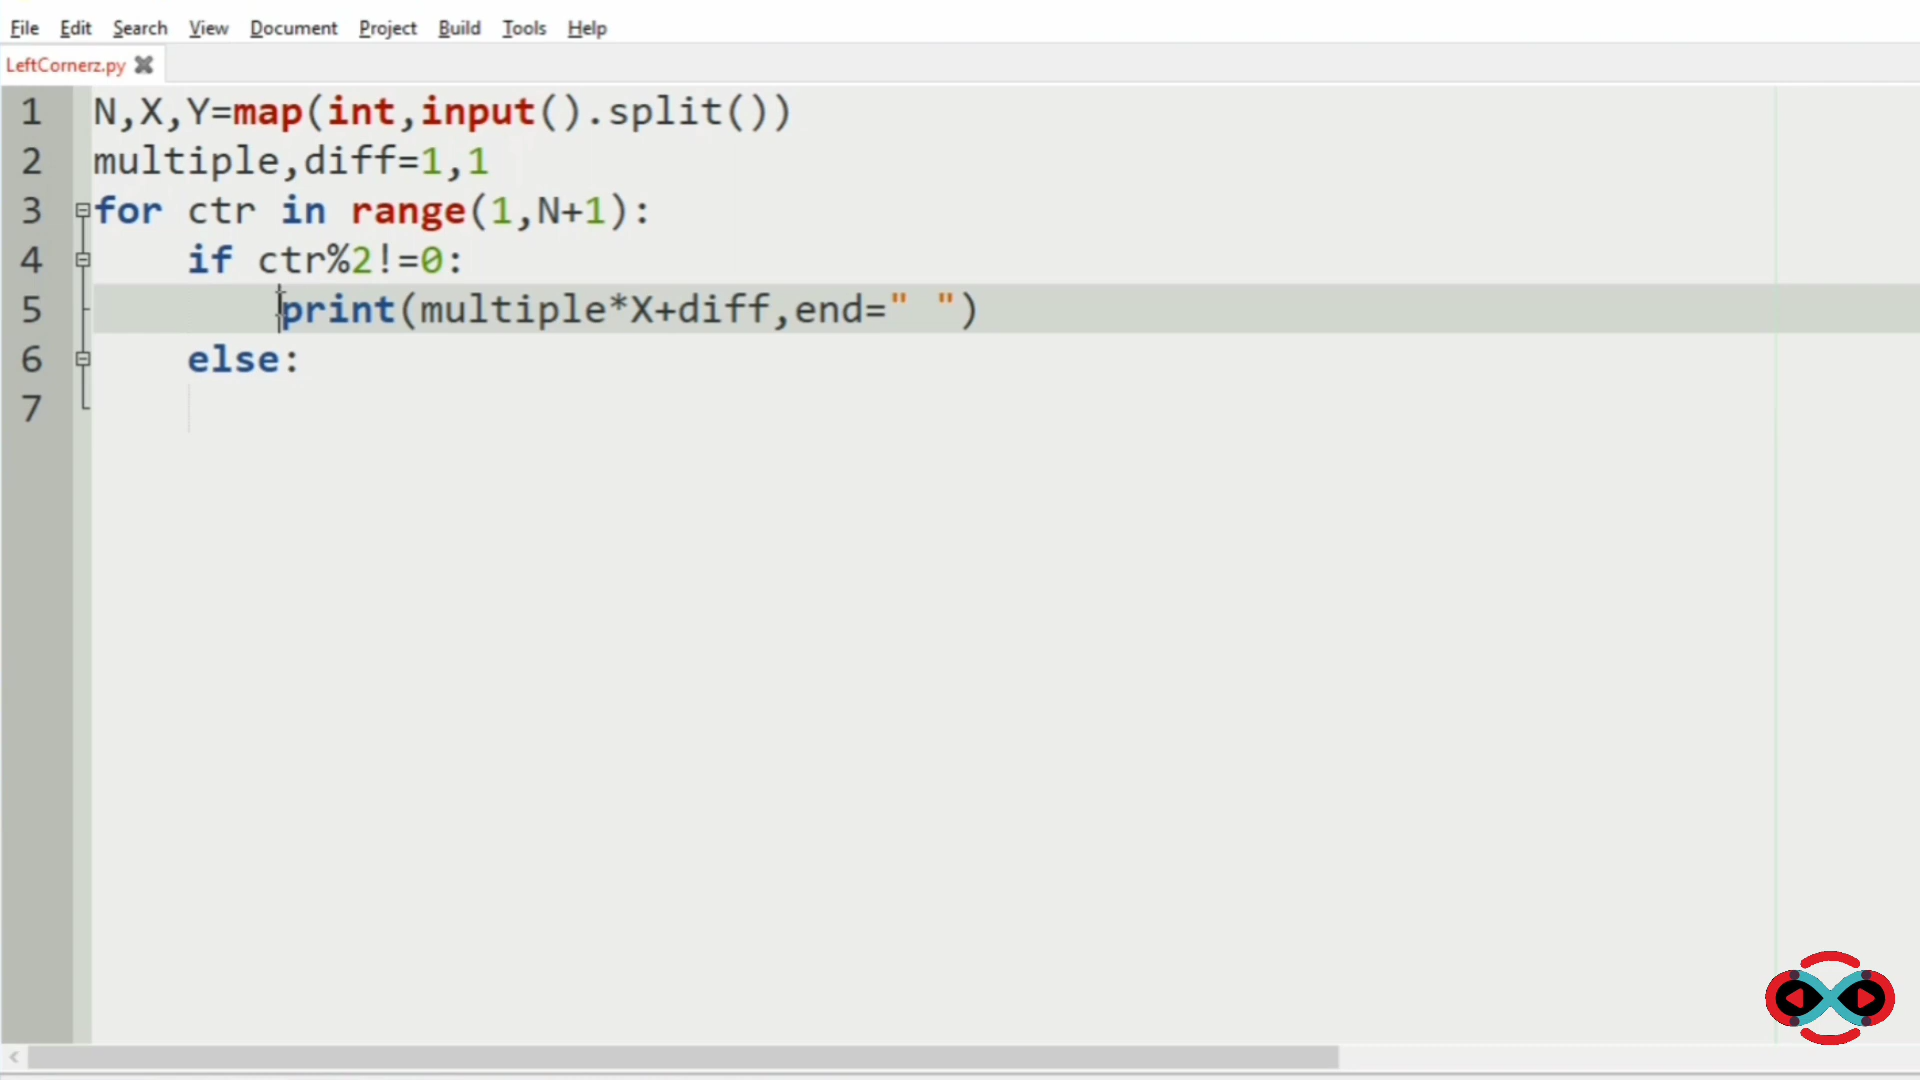 File Edit Search View Document Project Build Tools Help
LeftCornerz.py
1 N,X,Y=map(int,input().split())
2 multiple,diff=1,1
3 for ctr in range(1,N+1):
4     if ctr%2!=0:
5         print(multiple*X+diff,end=" ")
6     else:
7